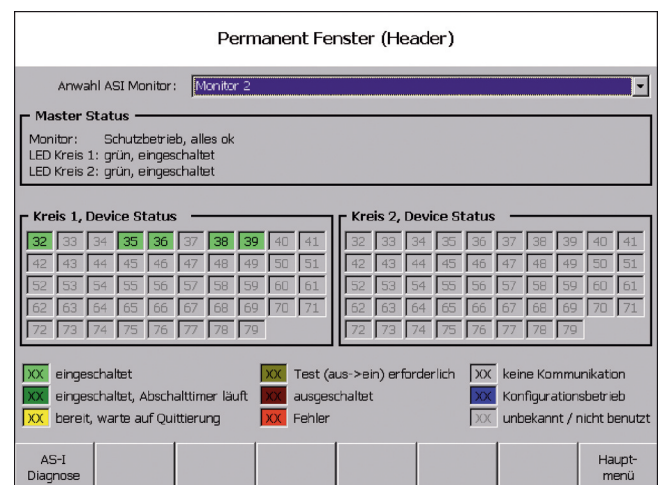 Permanent Fenster (Header)
Anwahl ASI Monitor: Monitor 2
Master Status
Monitor: Schutzbetrieb, alles ok
LED Kreis 1: grün, eingeschaltet
LED Kreis 2: grün, eingeschaltet
Kreis 1, Device Status
32 33 34 35 36 37 38 39 40 41
42 43 44 45 46 47 48 49 50 51
52 53 54 55 56 57 58 59 60 61
62 63 64 65 66 67 68 69 70 71
72 73 74 75 76 77 78 79
Kreis 2, Device Status
32 33 34 35 36 37 38 39 40 41
42 43 44 45 46 47 48 49 50 51
52 53 54 55 56 57 58 59 60 61
62 63 64 65 66 67 68 69 70 71
72 73 74 75 76 77 78 79
XX eingeschaltet
XX eingeschaltet, Abschalttimer läuft
XX bereit, warte auf Quittierung
XX Test (aus->ein) erforderlich
XX ausgeschaltet
XX Fehler
XX keine Kommunikation
XX Konfigurationsbetrieb
XX unbekannt / nicht benutzt
AS-I
Diagnose
Haupt-
menü